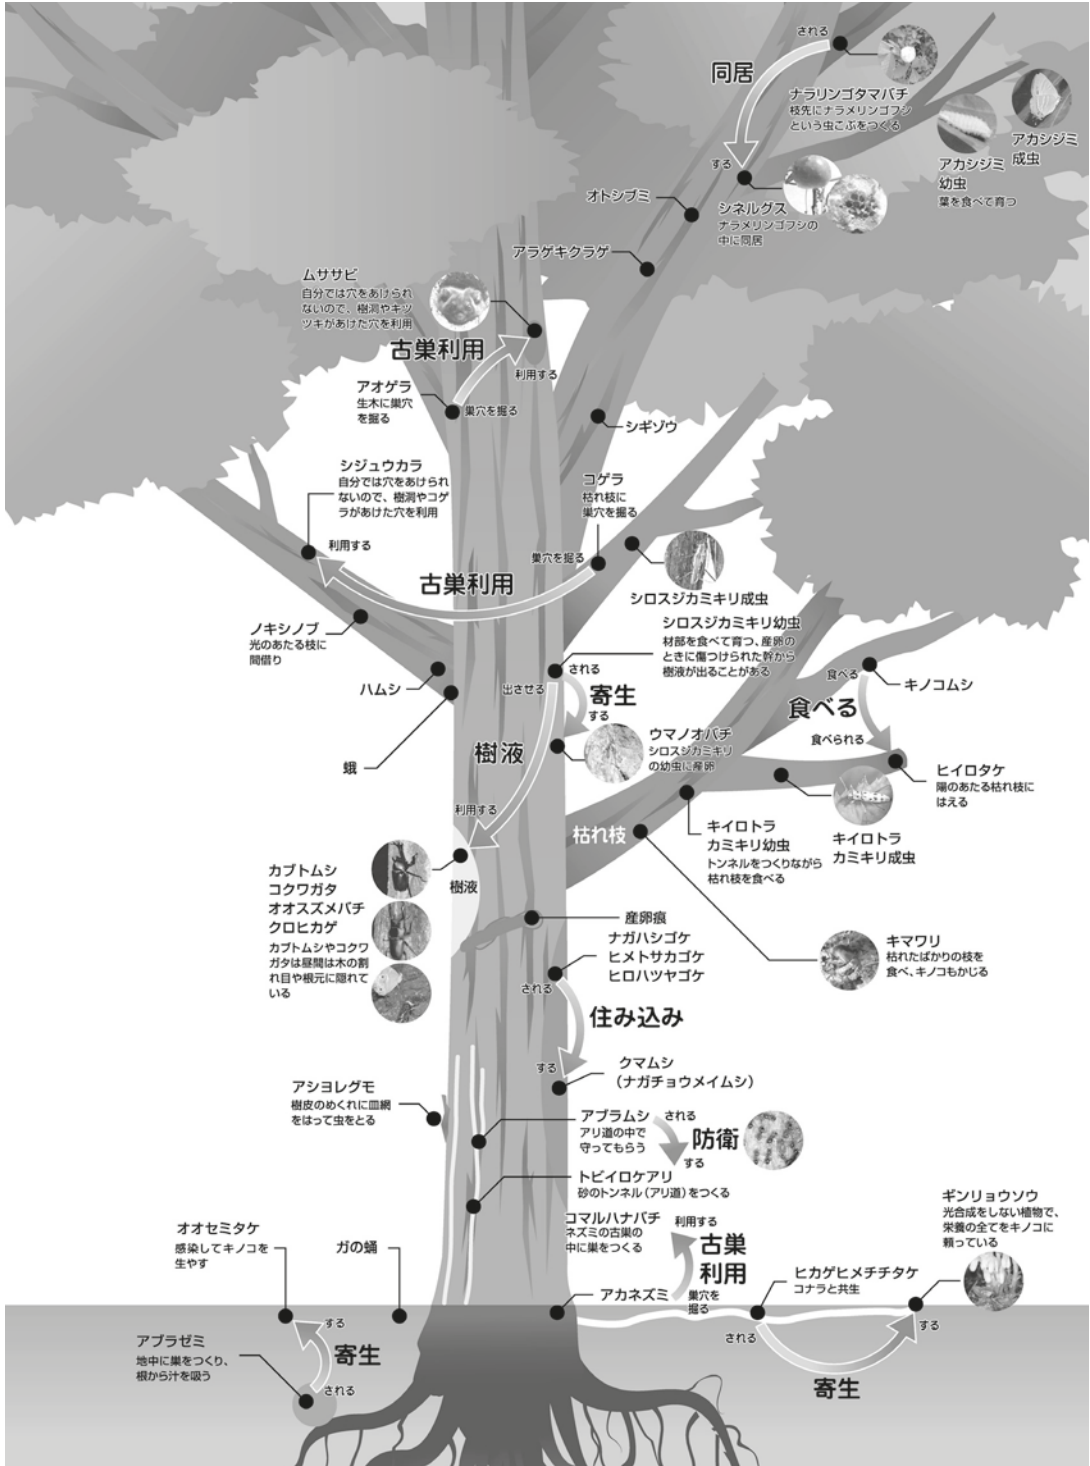 される
同居
ナラリンゴタマバチ
枝先にナラメリンゴフシ
という虫こぶをつくる
アカシジミ
成虫
アカシジミ
幼虫
葉を食べて育つ
する
シネルグス
ナラメリンゴフシの
中に同居
オトシブミ
アラゲキクラゲ
ムササビ
自分では穴をあけられ
ないので、樹洞やキツ
ツキがあけた穴を利用
古巣利用
利用する
アオゲラ
生木に巣穴
を掘る
巣穴を掘る
シギゾウ
シジュウカラ
自分では穴をあけられ
ないので、樹洞やコゲ
ラがあけた穴を利用
利用する
コゲラ
枯れ枝に
巣穴を掘る
巣穴を掘る
古巣利用
シロスジカミキリ成虫
シロスジカミキリ幼虫
材部を食べて育つ、産卵の
ときに傷つけられた幹から
樹液が出ることがある
ノキシノブ
光のあたる枝に
間借り
ハムシ
蛾
出させる
される
寄生
する
樹液
利用する
ウマノオバチ
シロスジカミキリ
の幼虫に産卵
食べる
キノコムシ
食べる
食べられる
ヒイロタケ
陽のあたる枯れ枝に
はえる
枯れ枝
キイロトラ
カミキリ幼虫
トンネルをつくりながら
枯れ枝を食べる
キイロトラ
カミキリ成虫
カブトムシ
コクワガタ
オオスズメバチ
クロヒカゲ
カブトムシやコクワ
ガタは昼間は木の割
れ目や根元に隠れて
いる
樹液
産卵痕
ナガハシゴケ
ヒメトサカゴケ
ヒロハツヤゴケ
される
住み込み
する
キマワリ
枯れたばかりの枝を
食べ、キノコもかじる
クマムシ
（ナガチョウメイムシ）
アシヨレグモ
樹皮のめくれに皿網
をはって虫をとる
アブラムシ
アリ道の中で
守ってもらう
される
防衛
する
トビイロケアリ
砂のトンネル（アリ道）をつくる
コマルハナバチ
ネズミの古巣の
中に巣をつくる
利用する
古巣
利用
アカネズミ
巣穴を
掘る
ギンリョウソウ
光合成をしない植物で、
栄養の全てをキノコに
頼っている
ヒカゲヒメチチタケ
コナラと共生
される
する
寄生
オオセミタケ
感染してキノコを
生やす
ガの蛹
する
寄生
される
アブラゼミ
地中に巣をつくり、
根から汁を吸う